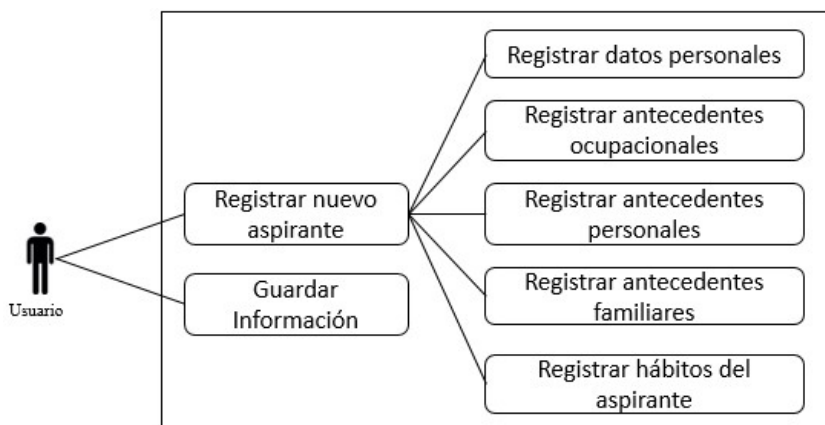 Usuario
Registrar nuevo
aspirante
Guardar
Información
Registrar datos personales
Registrar antecedentes
ocupacionales
Registrar antecedentes
personales
Registrar antecedentes
familiares
Registrar hábitos del
aspirante